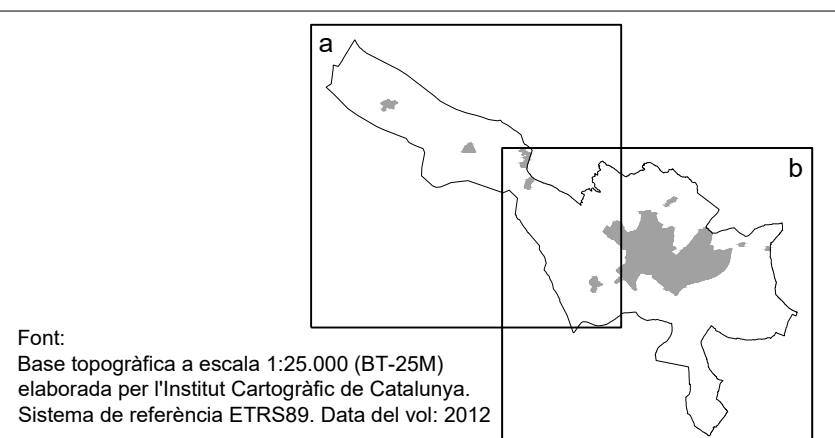 a
b
Font:
Base topogràfica a escala 1:25.000 (BT-25M)
elaborada per l'Institut Cartogràfic de Catalunya.
Sistema de referència ETRS89. Data del vol: 2012